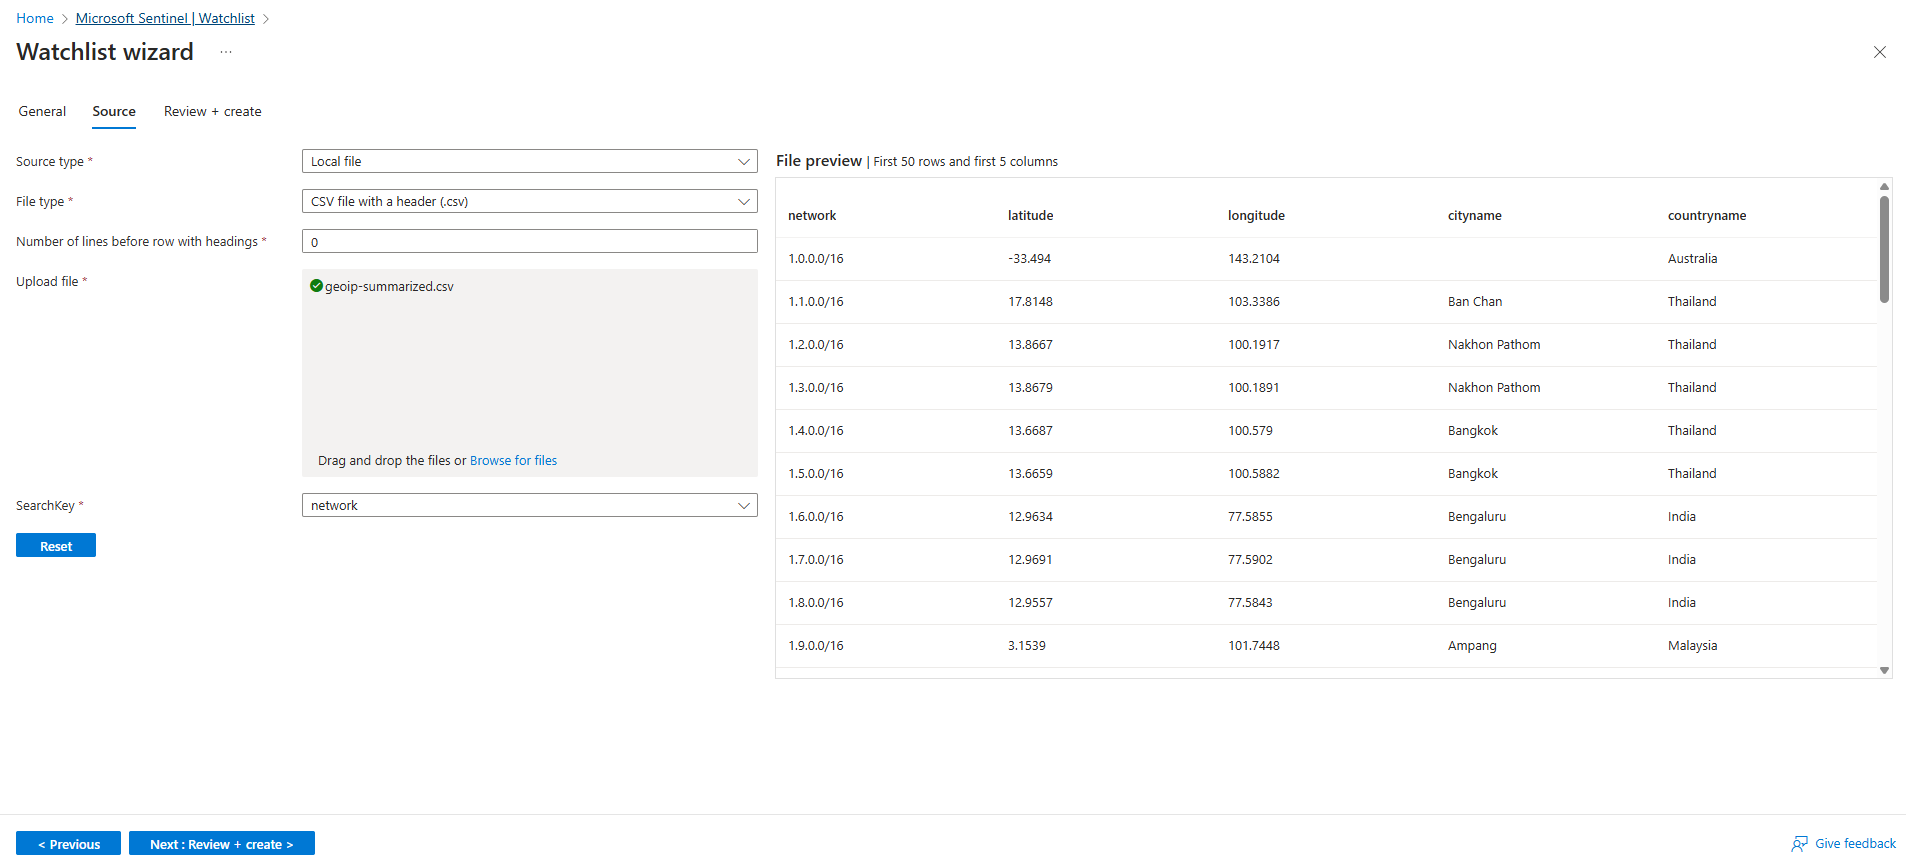 Home > Microsoft Sentinel | Watchlist >
Watchlist wizard ...
General Source Review + create
Source type * Local file
File type * CSV file with a header (.csv)
Number of lines before row with headings * 0
Upload file * geoip-summarized.csv
Drag and drop the files or Browse for files
SearchKey * network
Reset
File preview | First 50 rows and first 5 columns
network latitude longitude cityname countryname
1.0.0.0/16 -33.494 143.2104 Australia
1.1.0.0/16 17.8148 103.3386 Ban Chan Thailand
1.2.0.0/16 13.8667 100.1917 Nakhon Pathom Thailand
1.3.0.0/16 13.8679 100.1891 Nakhon Pathom Thailand
1.4.0.0/16 13.6687 100.579 Bangkok Thailand
1.5.0.0/16 13.6659 100.5882 Bangkok Thailand
1.6.0.0/16 12.9634 77.5855 Bengaluru India
1.7.0.0/16 12.9691 77.5902 Bengaluru India
1.8.0.0/16 12.9557 77.5843 Bengaluru India
1.9.0.0/16 3.1539 101.7448 Ampang Malaysia
< Previous Next : Review + create > Give feedback